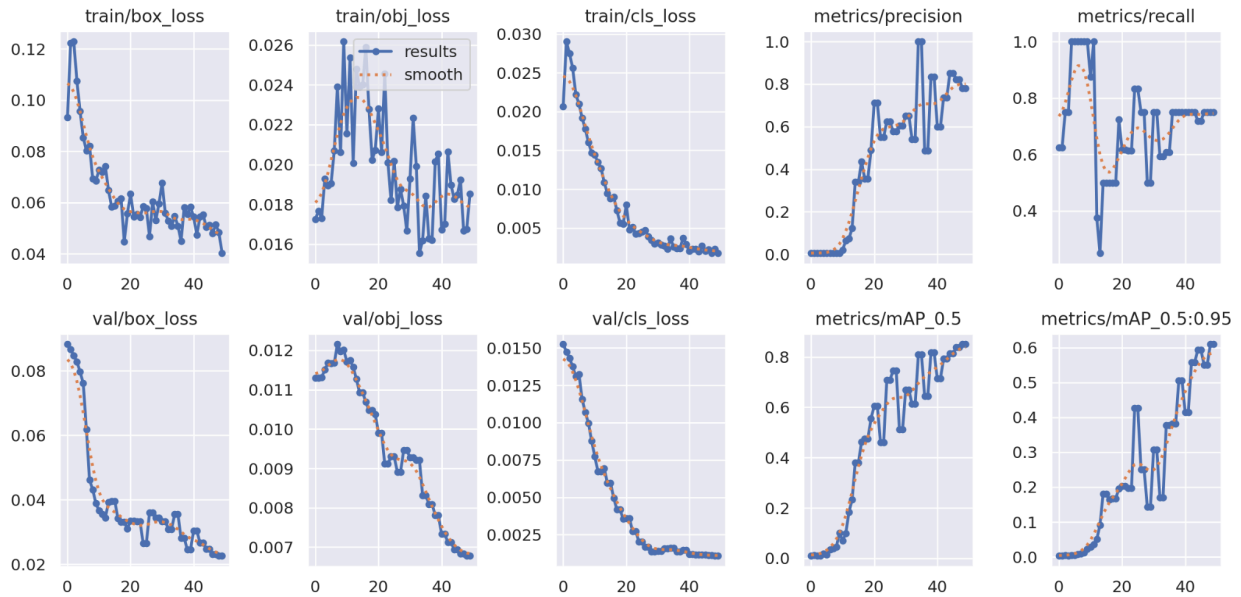 train/box_loss
0.12
0.10
0.08
0.06
0.04
0 20 40
train/obj_loss
results
smooth
0.026
0.024
0.022
0.020
0.018
0.016
0 20 40
train/cls_loss
0.030
0.025
0.020
0.015
0.010
0.005
0 20 40
metrics/precision
1.0
0.8
0.6
0.4
0.2
0.0
0 20 40
metrics/recall
1.0
0.8
0.6
0.4
0 20 40
val/box_loss
0.08
0.06
0.04
0.02
0 20 40
val/obj_loss
0.012
0.011
0.010
0.009
0.008
0.007
0 20 40
val/cls_loss
0.0150
0.0125
0.0100
0.0075
0.0050
0.0025
0 20 40
metrics/mAP_0.5
0.8
0.6
0.4
0.2
0.0
0 20 40
metrics/mAP_0.5:0.95
0.6
0.5
0.4
0.3
0.2
0.1
0.0
0 20 40